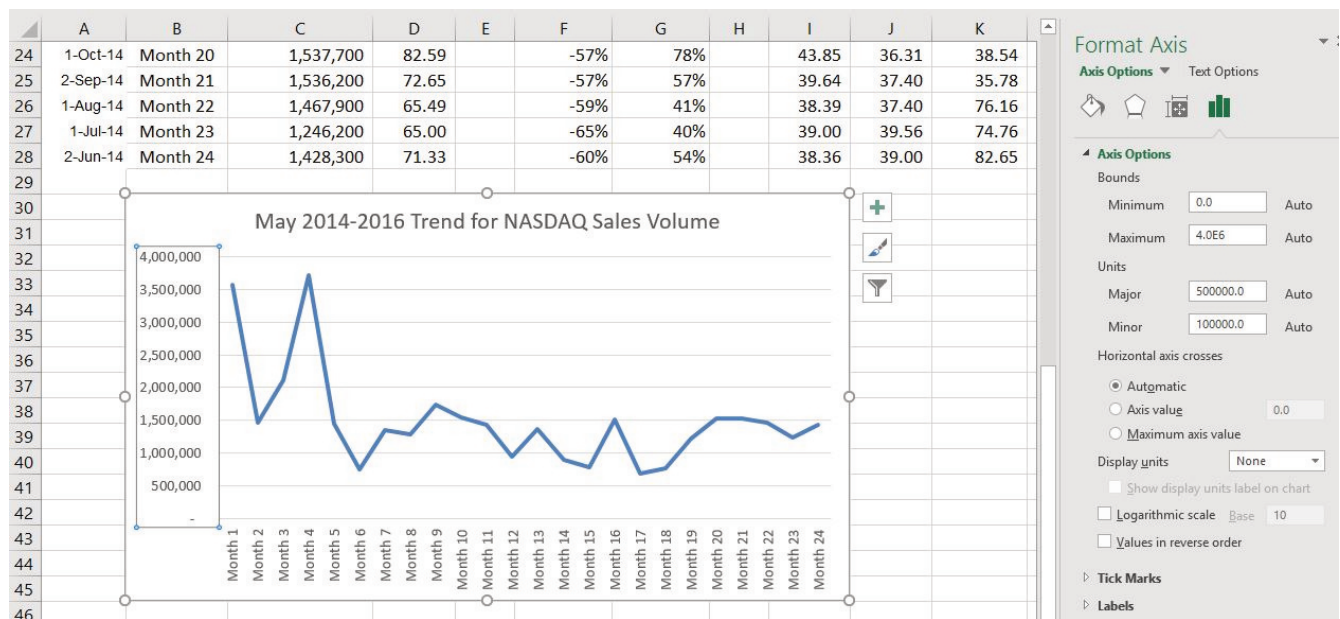 A B C D E F G H I J K
24 1-Oct-14 Month 20 1,537,700 82.59 -57% 78% 43.85 36.31 38.54
25 2-Sep-14 Month 21 1,536,200 72.65 -57% 57% 39.64 37.40 35.78
26 1-Aug-14 Month 22 1,467,900 65.49 -59% 41% 38.39 37.40 76.16
27 1-Jul-14 Month 23 1,246,200 65.00 -65% 40% 39.00 39.56 74.76
28 2-Jun-14 Month 24 1,428,300 71.33 -60% 54% 38.36 39.00 82.65
29
30
31
32
33
34
35
36
37
38
39
40
41
42
43
44
45
46
May 2014-2016 Trend for NASDAQ Sales Volume
4,000,000
3,500,000
3,000,000
2,500,000
2,000,000
1,500,000
1,000,000
500,000
-
Month 1
Month 2
Month 3
Month 4
Month 5
Month 6
Month 7
Month 8
Month 9
Month 10
Month 11
Month 12
Month 13
Month 14
Month 15
Month 16
Month 17
Month 18
Month 19
Month 20
Month 21
Month 22
Month 23
Month 24
Format Axis
Axis Options Text Options
Axis Options
Bounds
Minimum 0.0 Auto
Maximum 4.0E6 Auto
Units
Major 500000.0 Auto
Minor 100000.0 Auto
Horizontal axis crosses
Automatic
Axis value 0.0
Maximum axis value
Display units None
Show display units label on chart
Logarithmic scale Base 10
Values in reverse order
Tick Marks
Labels